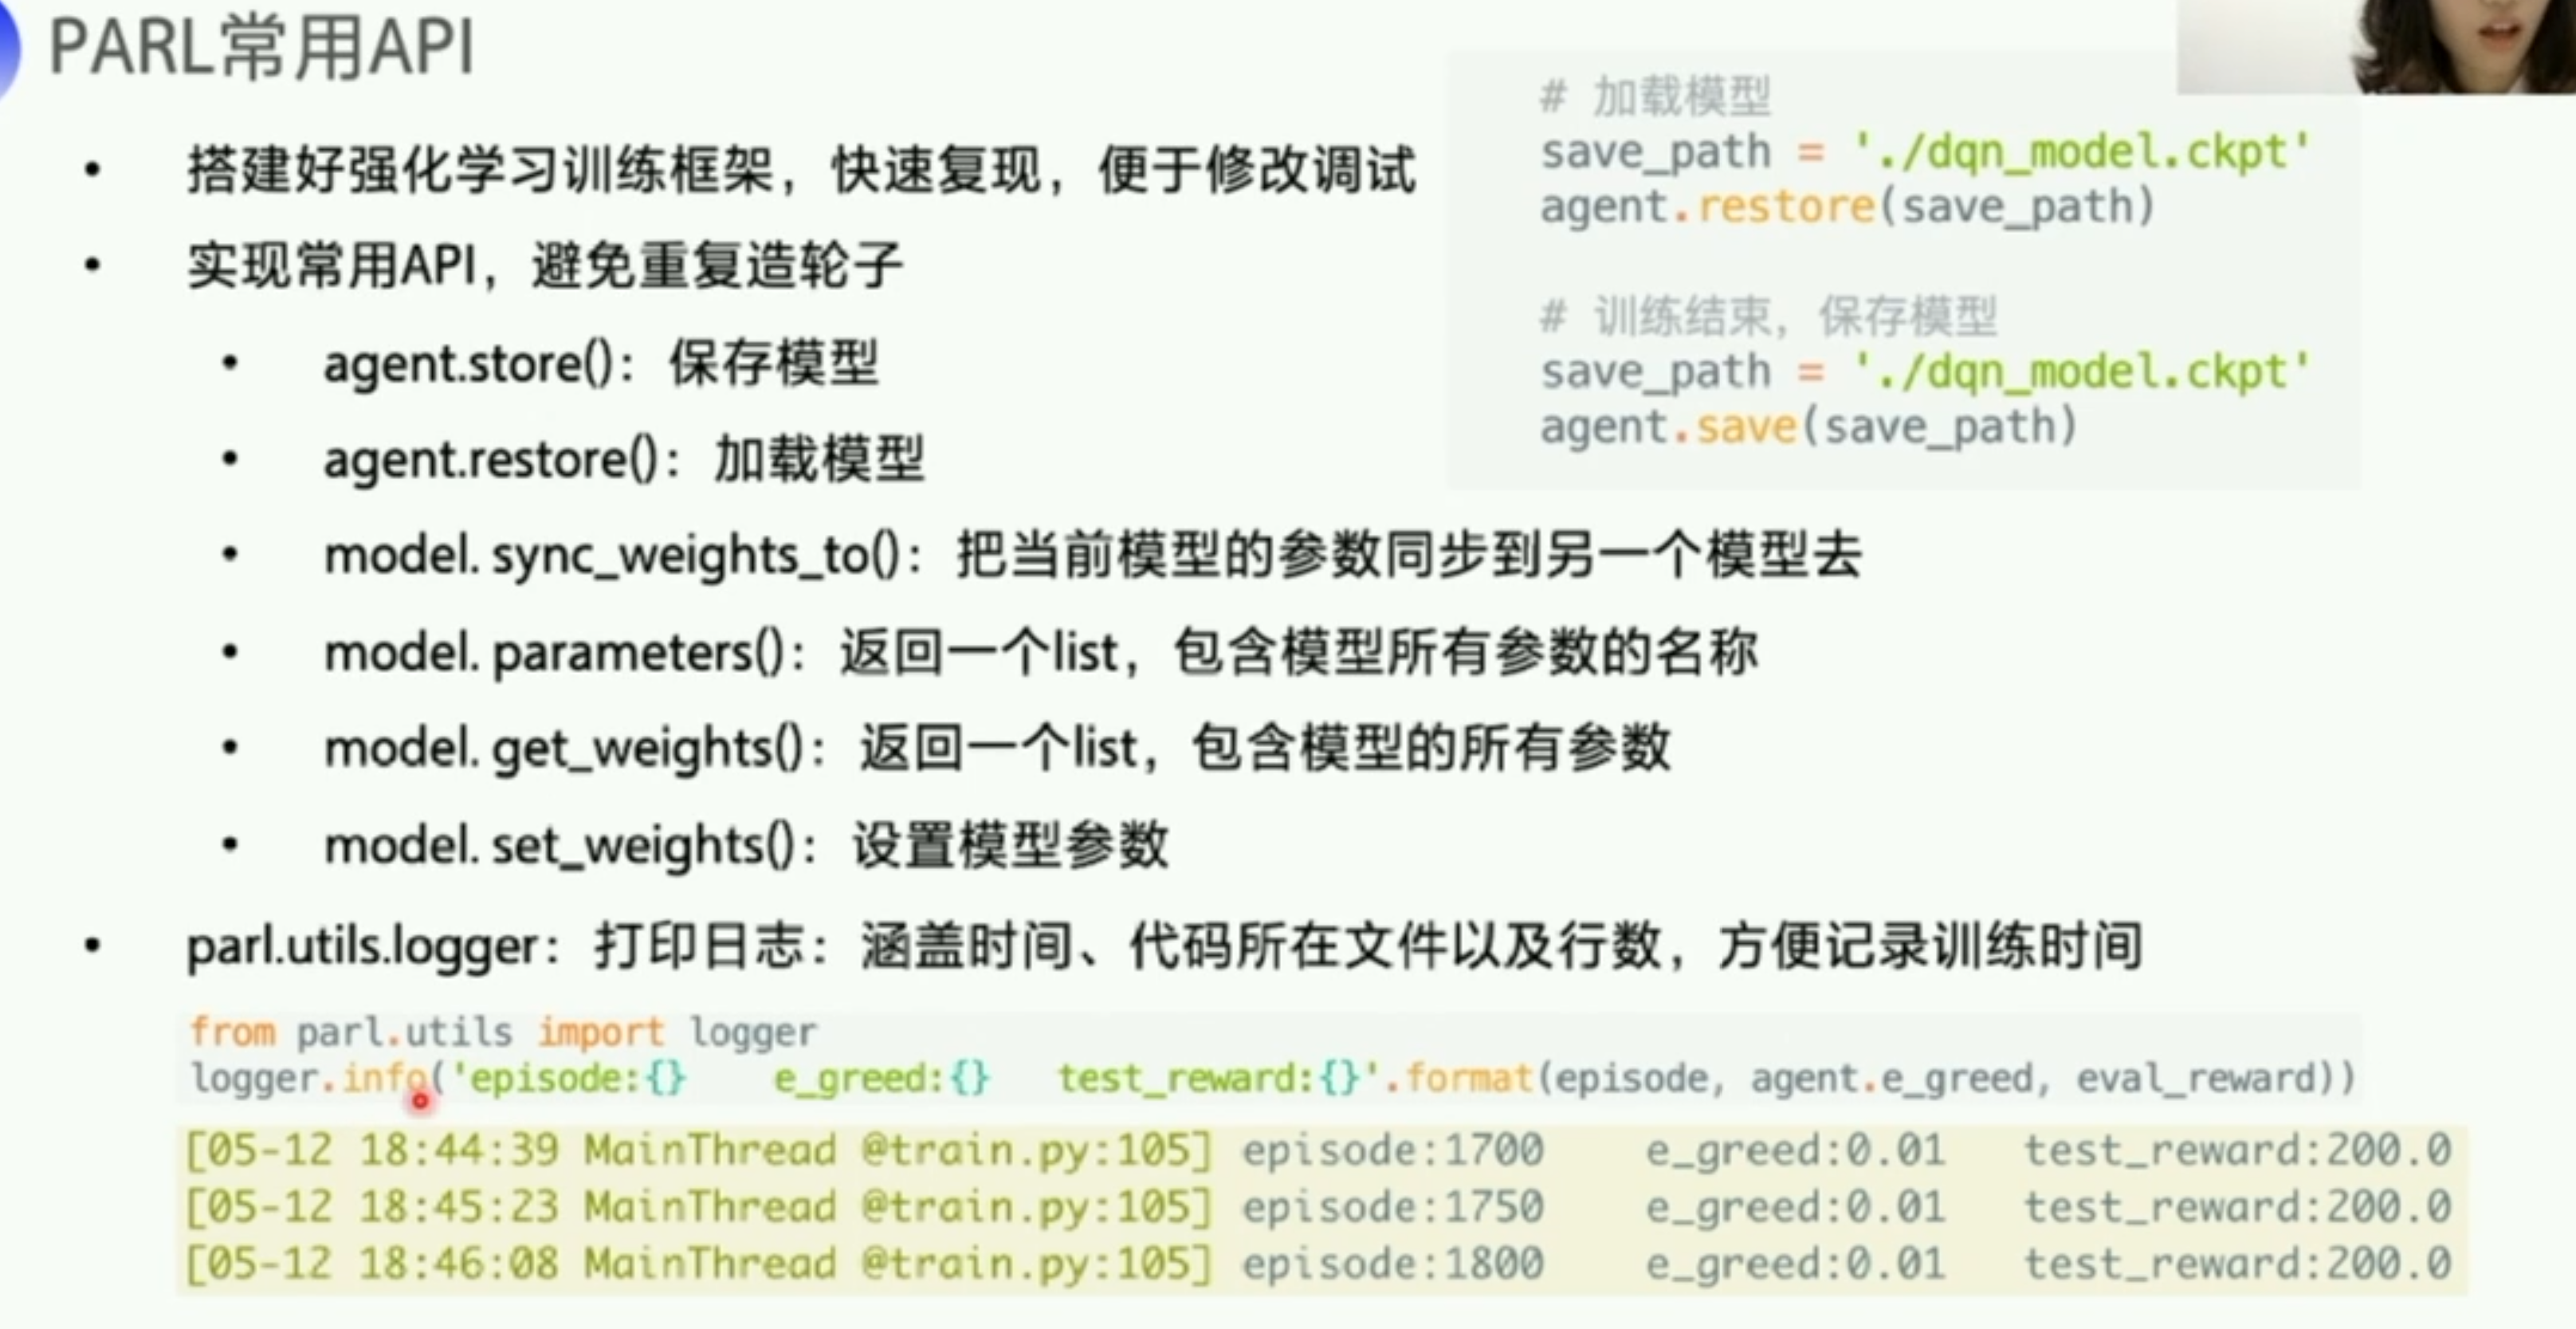 PARL常用API
• 搭建好强化学习训练框架，快速复现，便于修改调试
• 实现常用API，避免重复造轮子
• agent.store()：保存模型
• agent.restore()：加载模型
• model. sync_weights_to()：把当前模型的参数同步到另一个模型去
• model. parameters()：返回一个list，包含模型所有参数的名称
• model. get_weights()：返回一个list，包含模型的所有参数
• model. set_weights()：设置模型参数
# 加载模型
save_path = './dqn_model.ckpt'
agent.restore(save_path)
# 训练结束，保存模型
save_path = './dqn_model.ckpt'
agent.save(save_path)
• parl.utils.logger：打印日志：涵盖时间、代码所在文件以及行数，方便记录训练时间
from parl.utils import logger
logger.info('episode:{}    e_greed:{}   test_reward:{}'.format(episode, agent.e_greed, eval_reward))
[05-12 18:44:39 MainThread @train.py:105] episode:1700    e_greed:0.01   test_reward:200.0
[05-12 18:45:23 MainThread @train.py:105] episode:1750    e_greed:0.01   test_reward:200.0
[05-12 18:46:08 MainThread @train.py:105] episode:1800    e_greed:0.01   test_reward:200.0